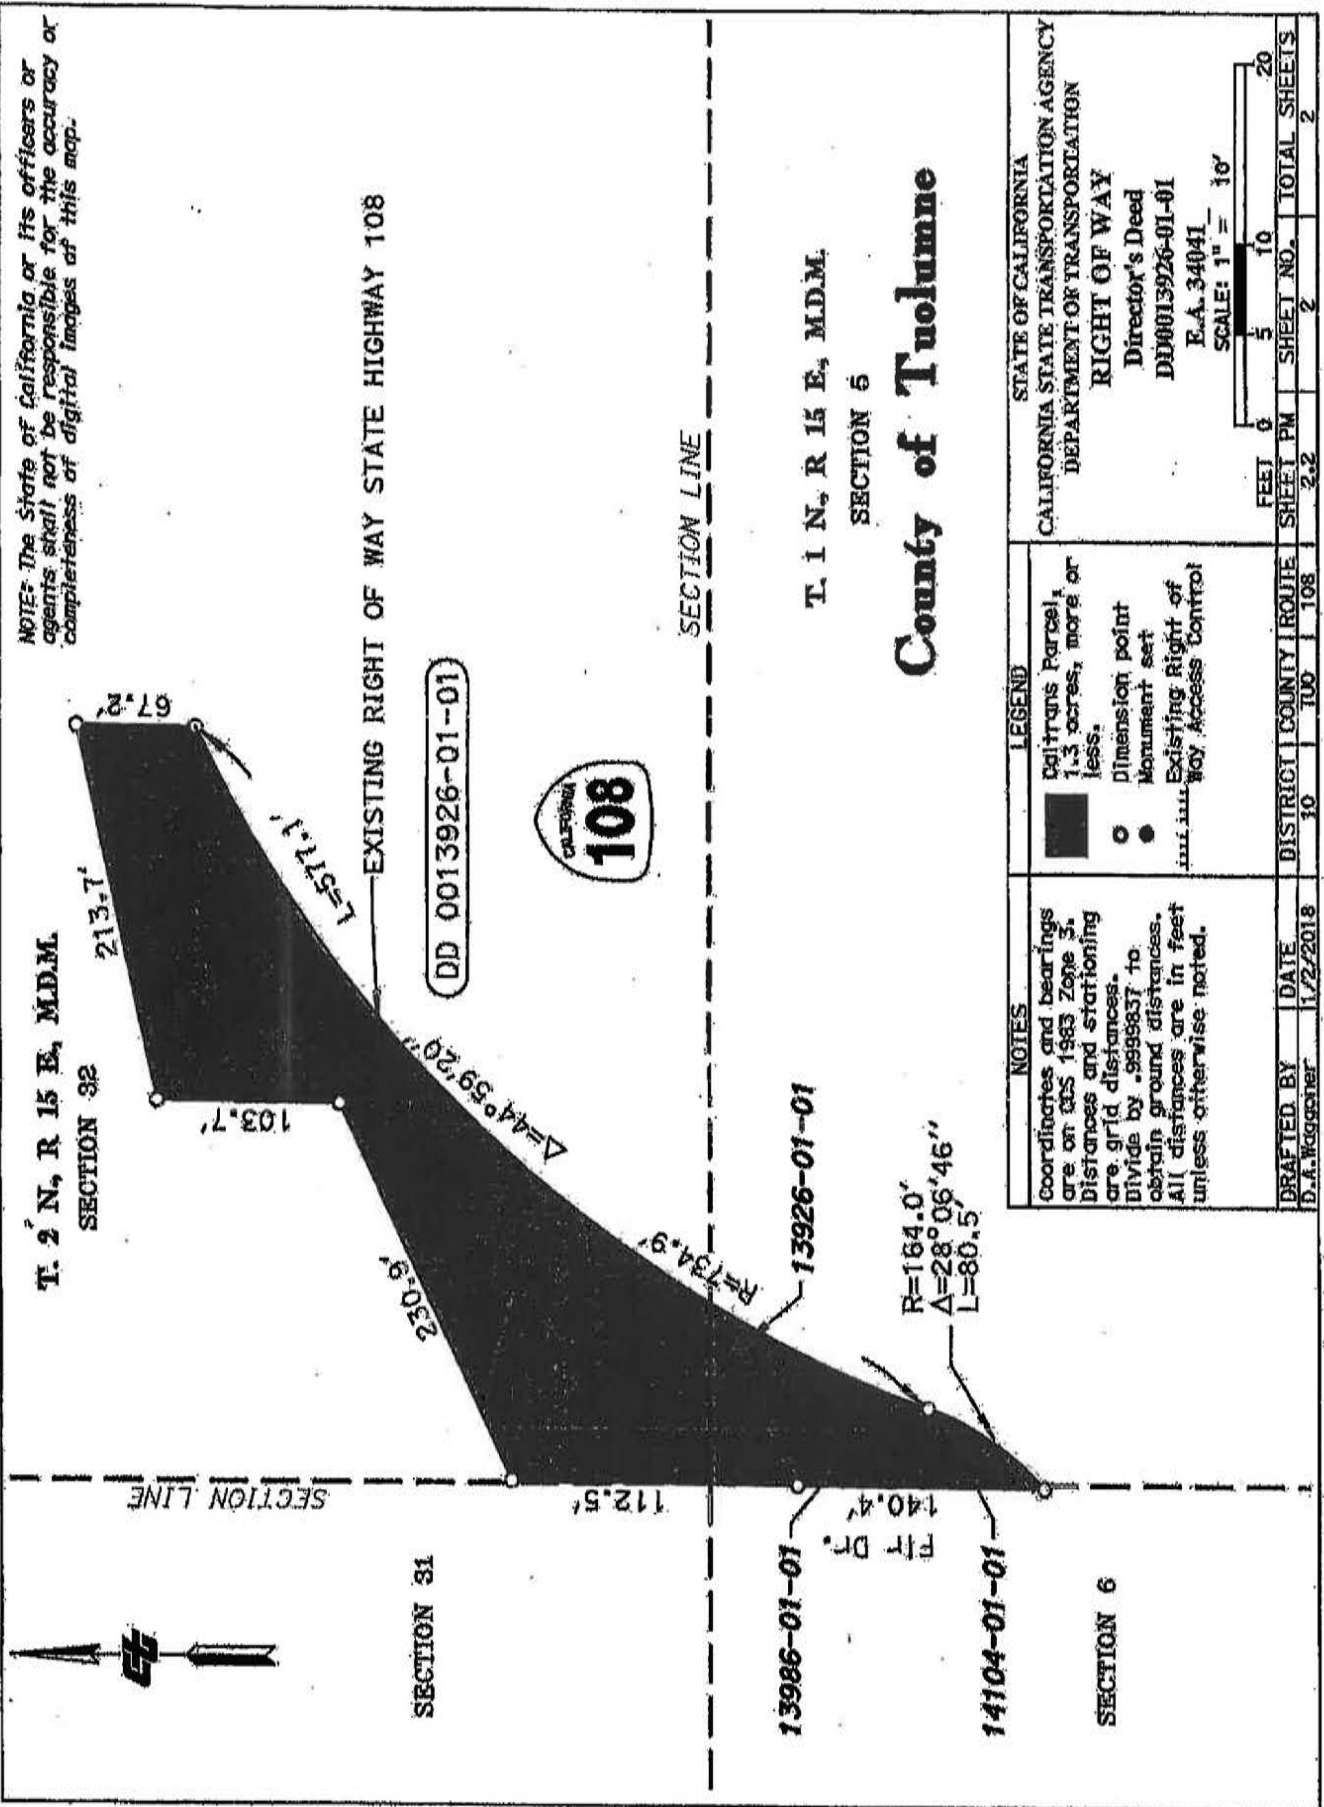 NOTE: The State of California or its officers or
agents shall not be responsible for the accuracy or
completeness of digital images of this map.
T. 2 N., R 15 E., M.D.M.
SECTION 32
213.7'
67.2'
103.7'
L=577.1'
EXISTING RIGHT OF WAY STATE HIGHWAY 108
230.9'
Δ=44°59'20"
DD 0013926-01-01
CALIFORNIA
108
SECTION LINE
SECTION 31
112.5'
R=734.9'
SECTION LINE
13926-01-01
T. 1 N., R 15 E., M.D.M.
SECTION 5
County of Tuolumne
13986-01-01
140.4'
Fir Dr.
14104-01-01
R=164.0'
Δ=28°06'46"
L=80.5'
SECTION 6
NOTES
Coordinates and bearings
are on CCS 1983 Zone 3.
Distances and stationing
are grid distances.
Divide by .9999837 to
obtain ground distances.
All distances are in feet
unless otherwise noted.
LEGEND
Caltrans Parcel,
1.3 acres, more or
less.
Dimension point
Monument set
Existing Right of
Way Access Control
STATE OF CALIFORNIA
CALIFORNIA STATE TRANSPORTATION AGENCY
DEPARTMENT OF TRANSPORTATION
RIGHT OF WAY
Director's Deed
DD0013926-01-01
E.A. 34041
SCALE: 1" = 10'
FEET 0 5 10 20
DRAFTED BY DATE DISTRICT COUNTY ROUTE SHEET PM SHEET NO. TOTAL SHEETS
D.A.Waggoner 1/2/2018 10 TUO 108 2.2 2 2